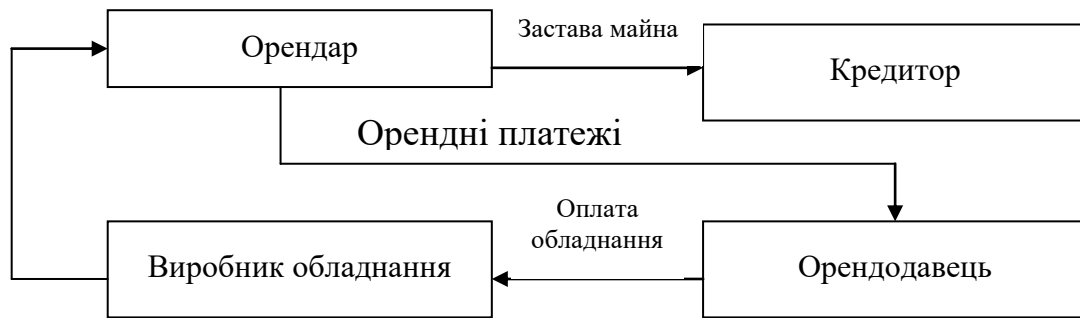 Застава майна
Орендар
Кредитор
Орендні платежі
Оплата
обладнання
Виробник обладнання
Орендодавець